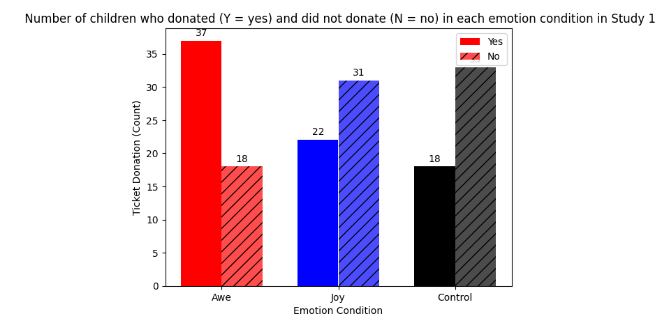 Number of children who donated (Y = yes) and did not donate (N = no) in each emotion condition in Study 1
37
Yes
No
35
31
30
25
22
20
18
18
15
10
5
0
Ticket Donation (Count)
Awe
Joy
Control
Emotion Condition